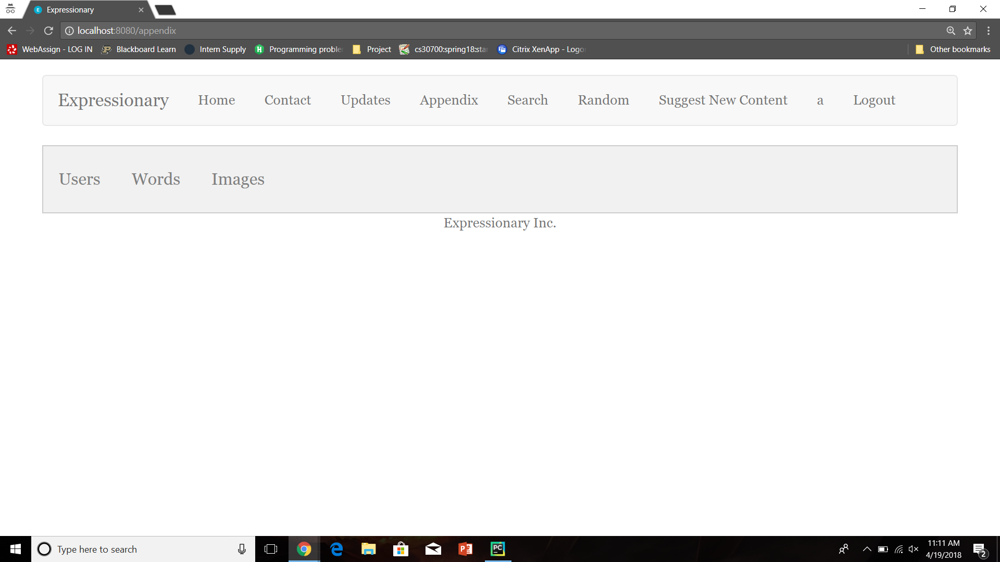 Expressionary
localhost:8080/appendix
WebAssign - LOG IN Blackboard Learn Intern Supply Programming proble Project cs30700:spring18:star Citrix XenApp - Logo Other bookmarks
Expressionary Home Contact Updates Appendix Search Random Suggest New Content a Logout
Users Words Images
Expressionary Inc.
Type here to search
11:11 AM
4/19/2018
2